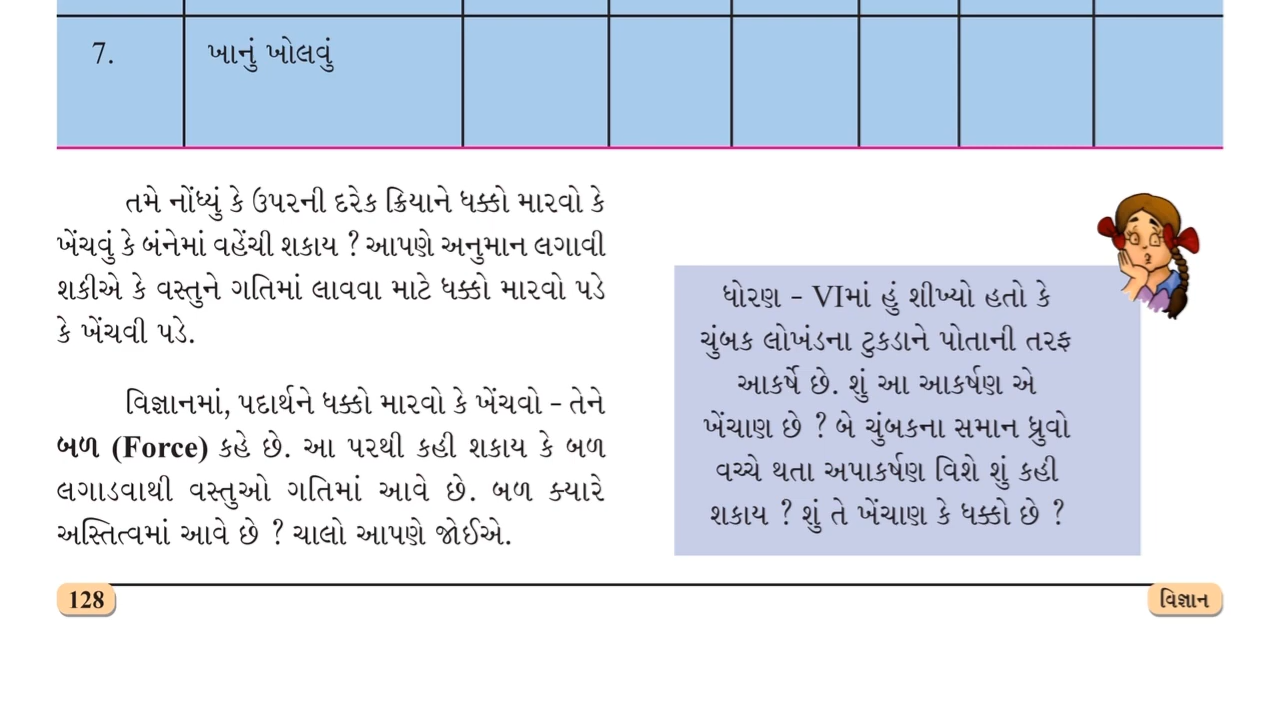 7.
ખાનું ખોલવું
તમે નોંધ્યું કે ઉપરની દરેક ક્રિયાને ધક્કો મારવો કે
ખેંચવું કે બંનેમાં વહેંચી શકાય ? આપણે અનુમાન લગાવી
શકીએ કે વસ્તુને ગતિમાં લાવવા માટે ધક્કો મારવો પડે
કે ખેંચવી પડે.
વિજ્ઞાનમાં, પદાર્થને ધક્કો મારવો કે ખેંચવો - તેને
બળ (Force) કહે છે. આ પરથી કહી શકાય કે બળ
લગાડવાથી વસ્તુઓ ગતિમાં આવે છે. બળ ક્યારે
અસ્તિત્વમાં આવે છે ? ચાલો આપણે જોઈએ.
ધોરણ - VIમાં હું શીખ્યો હતો કે
ચુંબક લોખંડના ટુકડાને પોતાની તરફ
આકર્ષે છે. શું આ આકર્ષણ એ
ખેંચાણ છે ? બે ચુંબકના સમાન ધ્રુવો
વચ્ચે થતા અપાકર્ષણ વિશે શું કહી
શકાય ? શું તે ખેંચાણ કે ધક્કો છે ?
128
વિજ્ઞાન